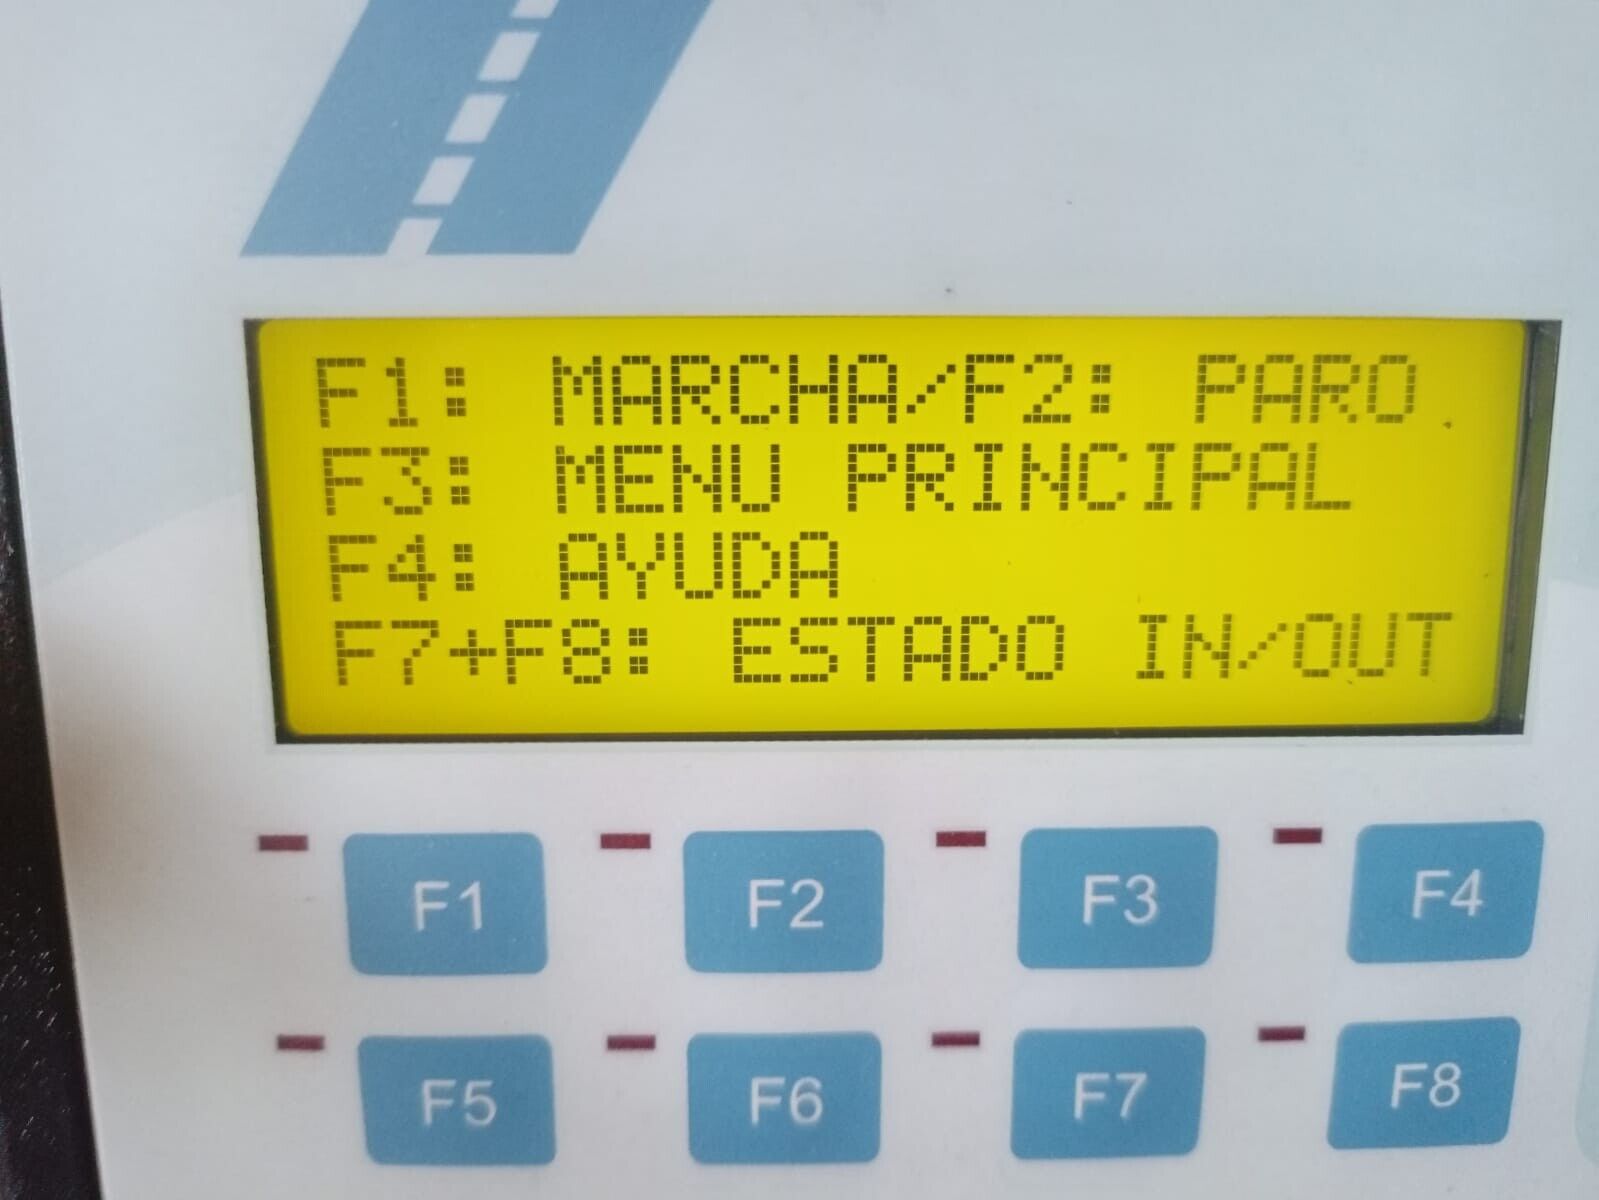 F1: MARCHA/F2: PARO
F3: MENU PRINCIPAL
F4: AYUDA
F7+F8: ESTADO IN/OUT
F1 F2 F3 F4
F5 F6 F7 F8